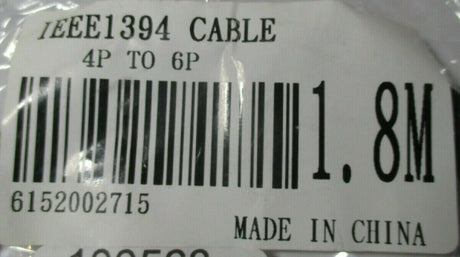 IEEE1394 CABLE
4P TO 6P
1.8M
6152002715
MADE IN CHINA